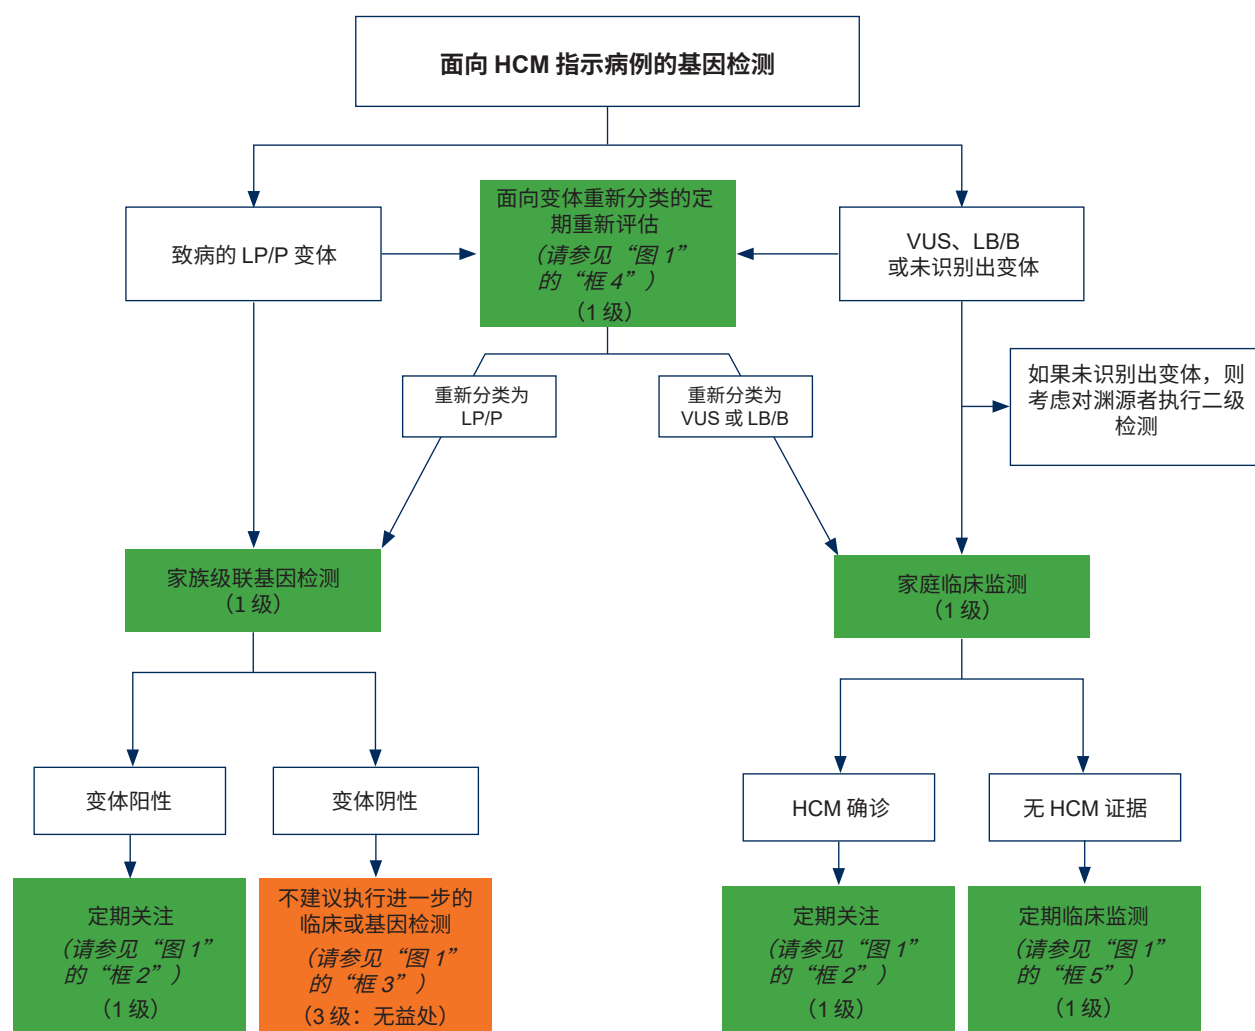 面向 HCM 指示病例的基因检测
致病的 LP/P 变体
面向变体重新分类的定
期重新评估
（请参见“图 1”
的“框 4”）
（1 级）
VUS、LB/B
或未识别出变体
重新分类为
LP/P
重新分类为
VUS 或 LB/B
如果未识别出变体，则
考虑对渊源者执行二级
检测
家族级联基因检测
（1 级）
家庭临床监测
（1 级）
变体阳性
变体阴性
HCM 确诊
无 HCM 证据
定期关注
（请参见“图 1”
的“框 2”）
（1 级）
不建议执行进一步的
临床或基因检测
（请参见“图 1”
的“框 3”）
（3 级：无益处）
定期关注
（请参见“图 1”
的“框 2”）
（1 级）
定期临床监测
（请参见“图 1”
的“框 5”）
（1 级）